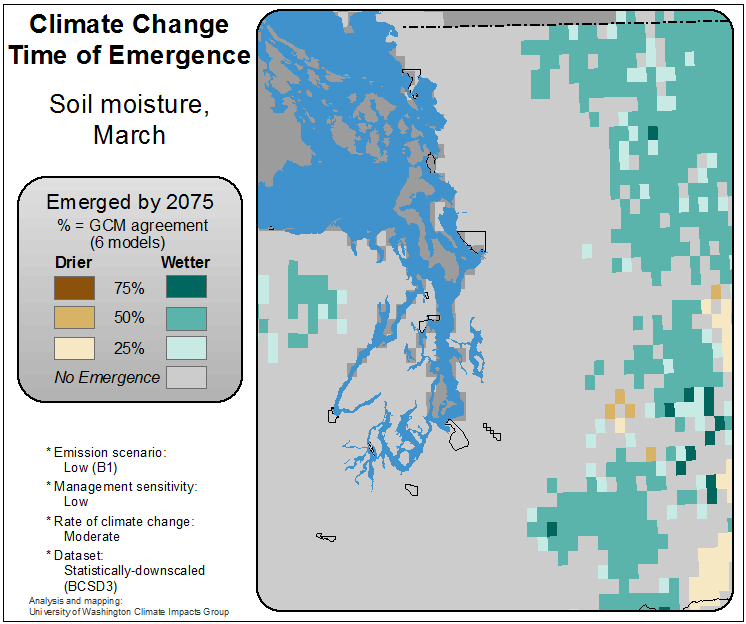 Climate Change
Time of Emergence
Soil moisture,
March
Emerged by 2075
% = GCM agreement
(6 models)
Drier Wetter
75%
50%
25%
No Emergence
* Emission scenario:
Low (B1)
* Management sensitivity:
Low
* Rate of climate change:
Moderate
* Dataset:
Statistically-downscaled
(BCSD3)
Analysis and mapping:
University of Washington Climate Impacts Group